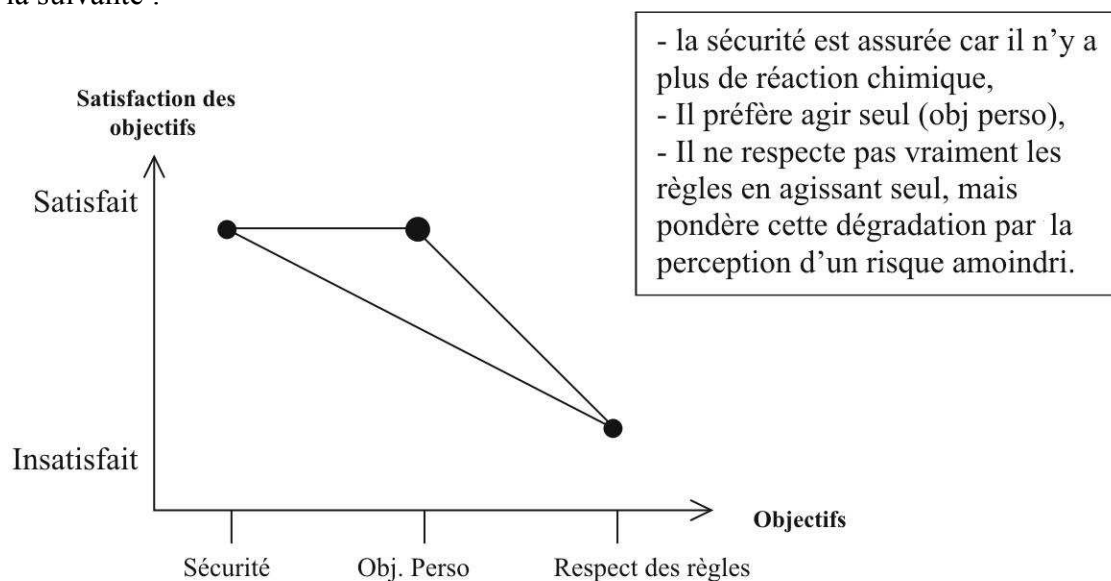 la suivante :
- la sécurité est assurée car il n’y a
plus de réaction chimique,
- Il préfère agir seul (obj perso),
- Il ne respecte pas vraiment les
règles en agissant seul, mais
pondère cette dégradation par la
perception d’un risque amoindri.
Satisfaction des
objectifs
Satisfait
Insatisfait
Objectifs
Sécurité
Obj. Perso
Respect des règles